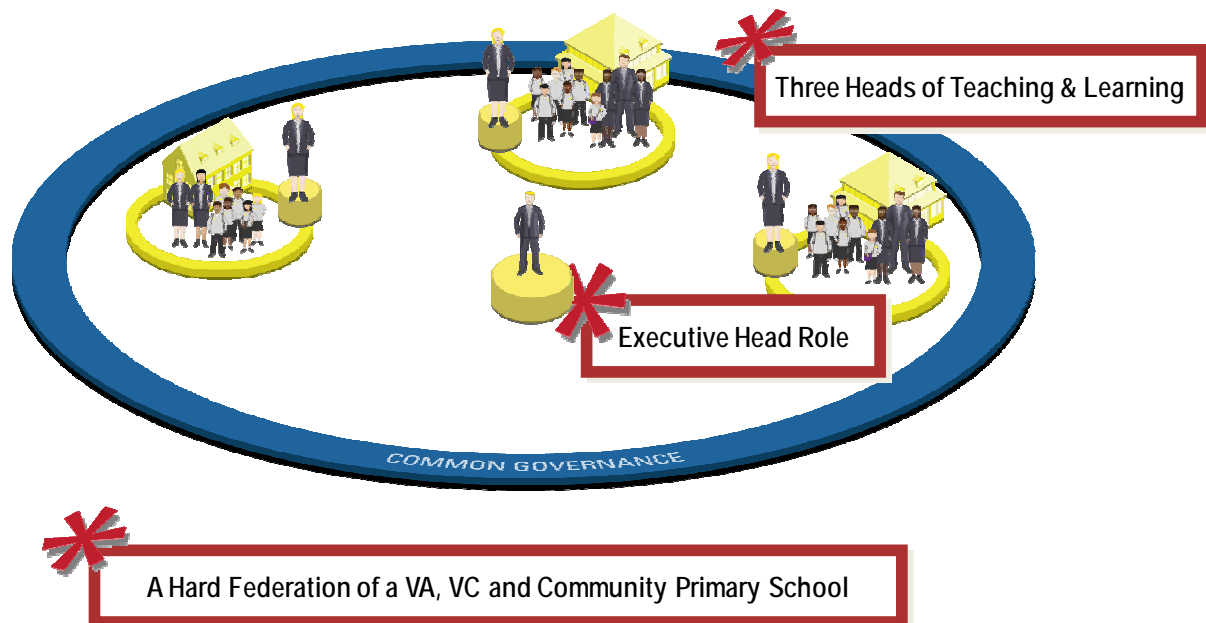 Three Heads of Teaching & Learning
Executive Head Role
COMMON GOVERNANCE
A Hard Federation of a VA, VC and Community Primary School